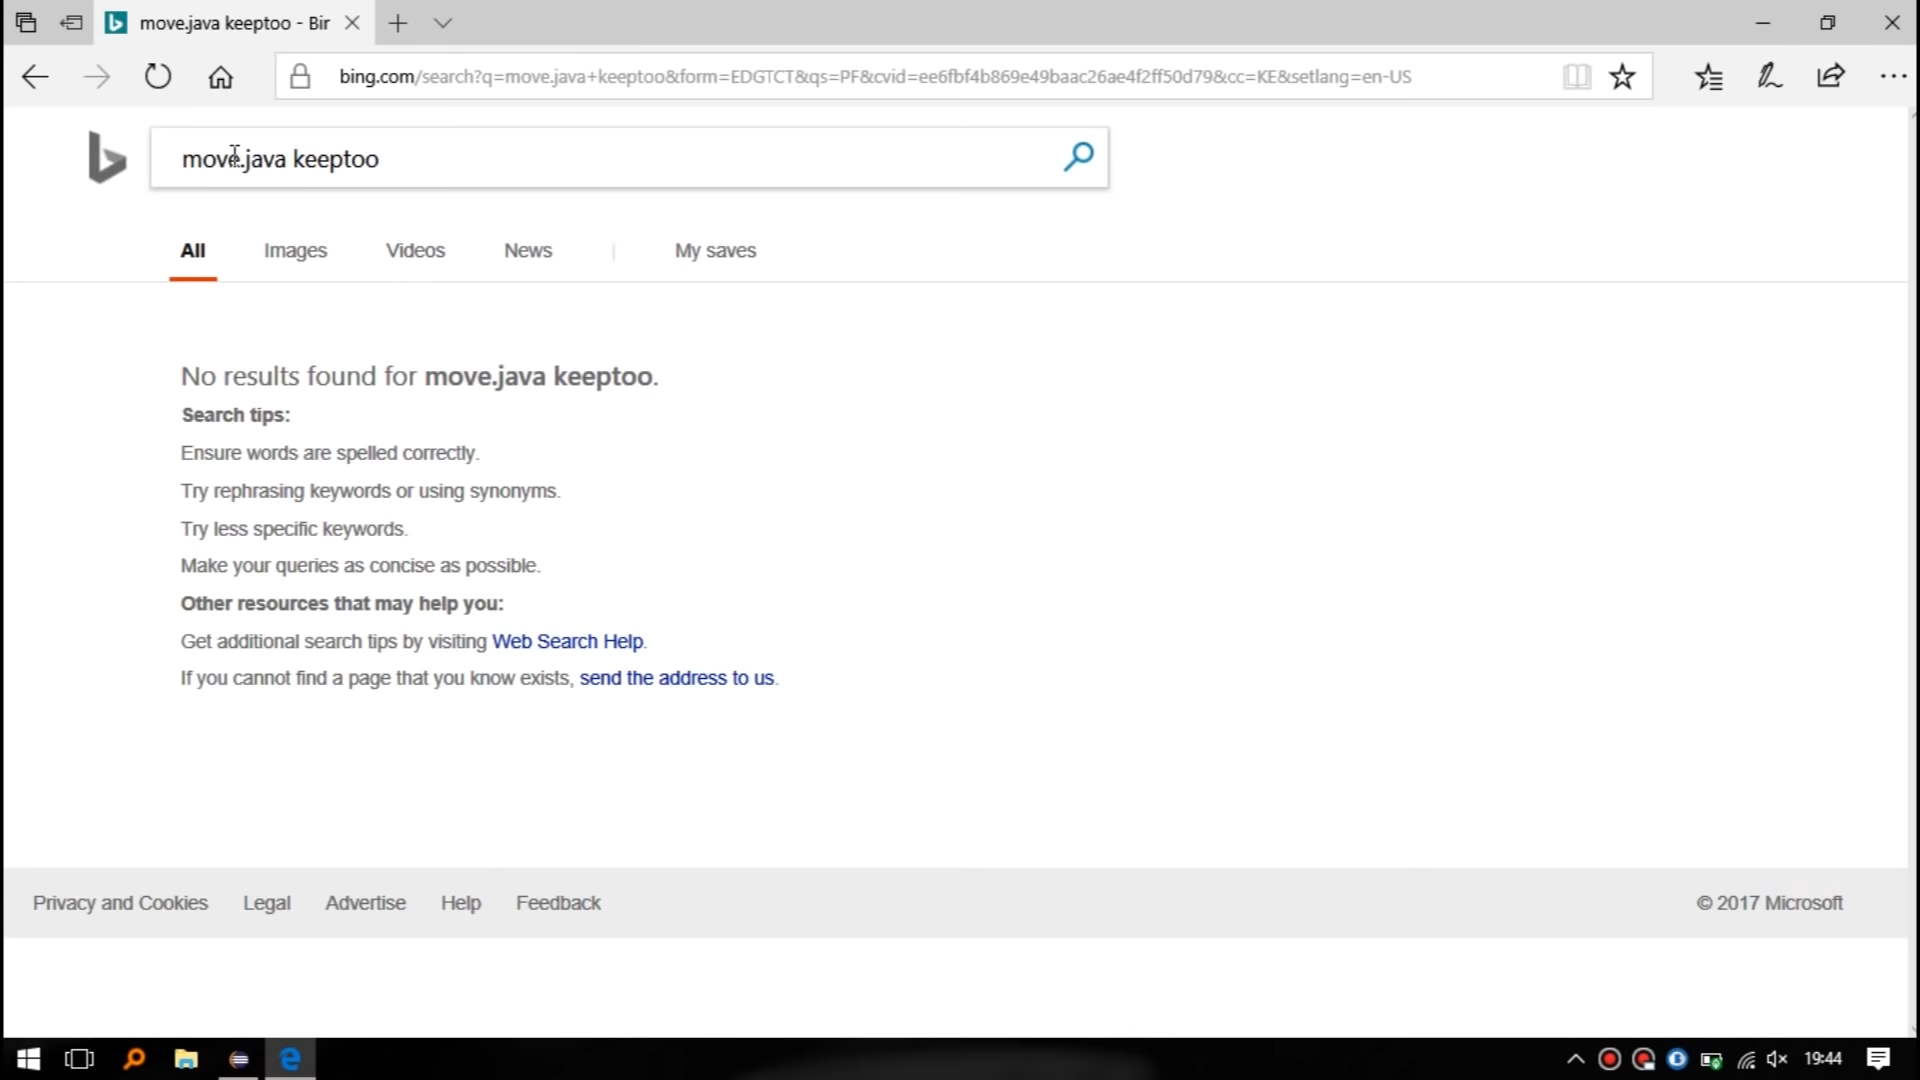 move.java keeptoo - Bir
bing.com/search?q=move.java+keeptoo&form=EDGTCT&qs=PF&cvid=ee6fbf4b869e49baac26ae4f2ff50d79&cc=KE&setlang=en-US
move.java keeptoo
All Images Videos News My saves
No results found for move.java keeptoo.
Search tips:
Ensure words are spelled correctly.
Try rephrasing keywords or using synonyms.
Try less specific keywords.
Make your queries as concise as possible.
Other resources that may help you:
Get additional search tips by visiting Web Search Help.
If you cannot find a page that you know exists, send the address to us.
Privacy and Cookies Legal Advertise Help Feedback © 2017 Microsoft
19:44